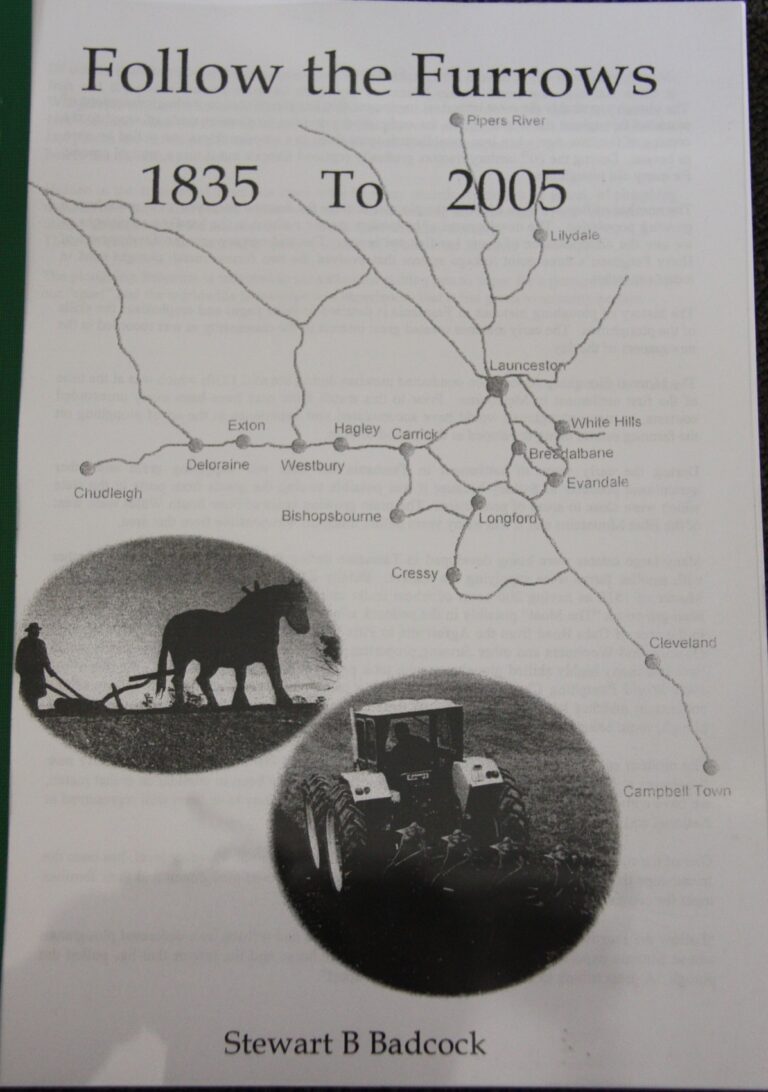 Follow the Furrows
Pipers River
1835 To 2005
Lilydale
Launceston
White Hills
Exton
Hagley
Carrick
Breadalbane
Deloraine
Westbury
Evandale
Chudleigh
Bishopsbourne
Longford
Cressy
Cleveland
Campbell Town
Stewart B Badcock